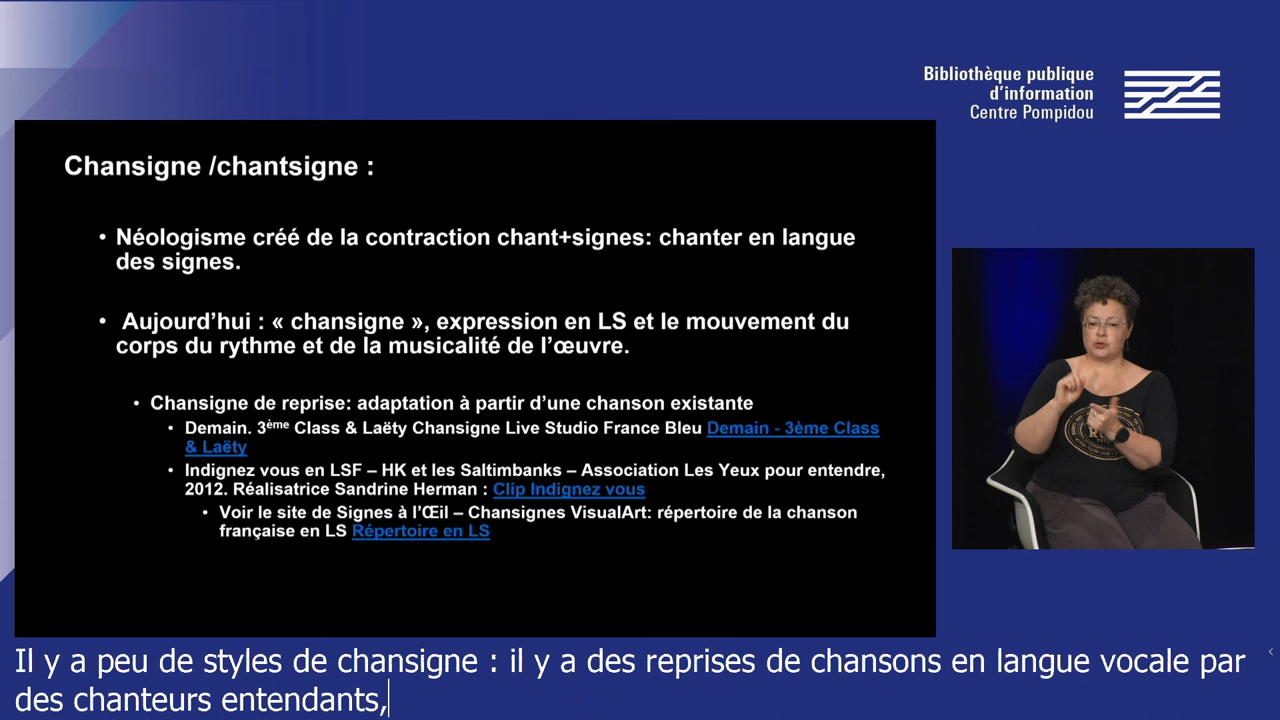 Bibliothèque publique
d'information
Centre Pompidou
Chansigne /chantsigne :
• Néologisme créé de la contraction chant+signes: chanter en langue
des signes.
• Aujourd'hui : « chansigne », expression en LS et le mouvement du
corps du rythme et de la musicalité de l'œuvre.
• Chansigne de reprise: adaptation à partir d'une chanson existante
• Demain. 3ème Class & Laëty Chansigne Live Studio France Bleu Demain - 3ème Class
& Laëty
• Indignez vous en LSF – HK et les Saltimbanks – Association Les Yeux pour entendre,
2012. Réalisatrice Sandrine Herman : Clip Indignez vous
• Voir le site de Signes à l'Œil – Chansignes VisualArt: répertoire de la chanson
française en LS Répertoire en LS
Il y a peu de styles de chansigne : il y a des reprises de chansons en langue vocale par
des chanteurs entendants,